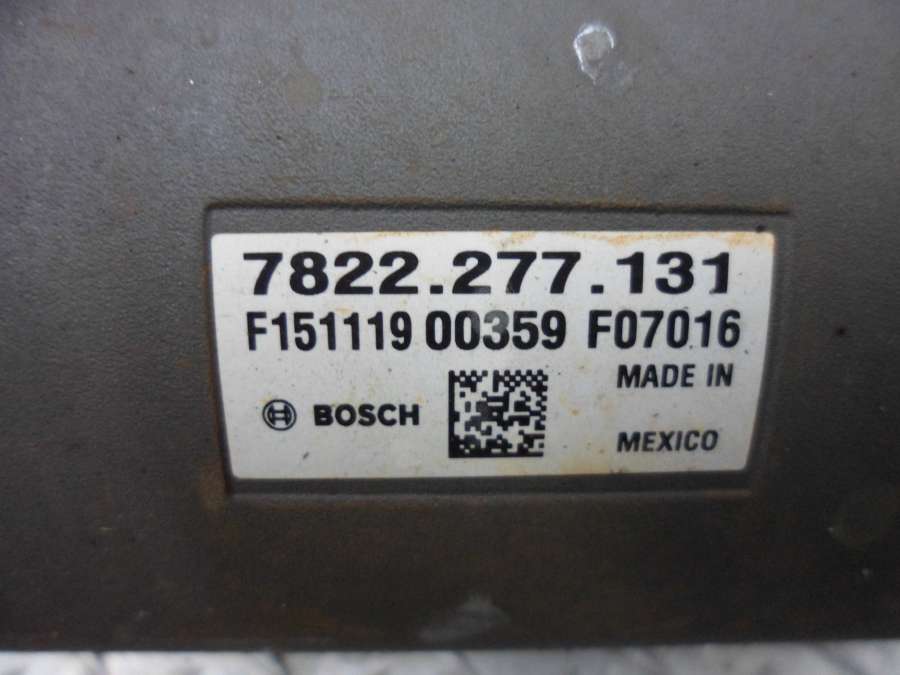 7822.277.131
F151119 00359 F07016
MADE IN
BOSCH
MEXICO